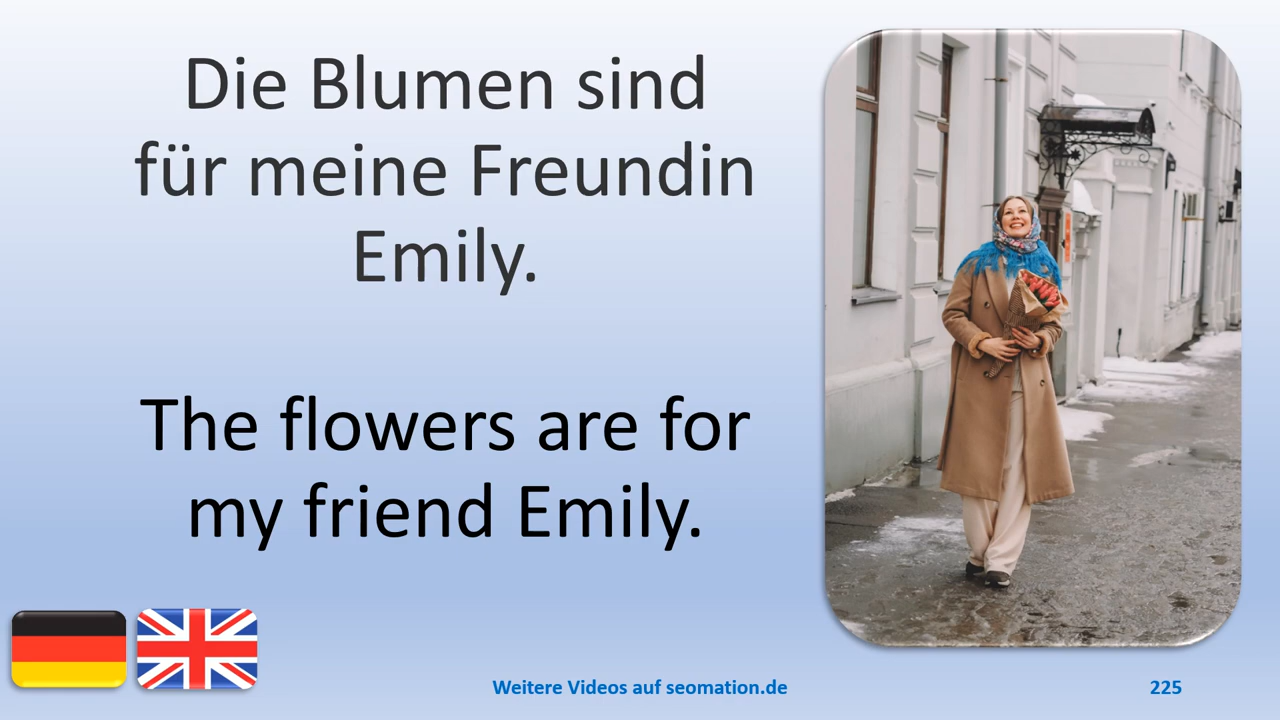 Die Blumen sind
für meine Freundin
Emily.
The flowers are for
my friend Emily.
Weitere Videos auf seomation.de
225